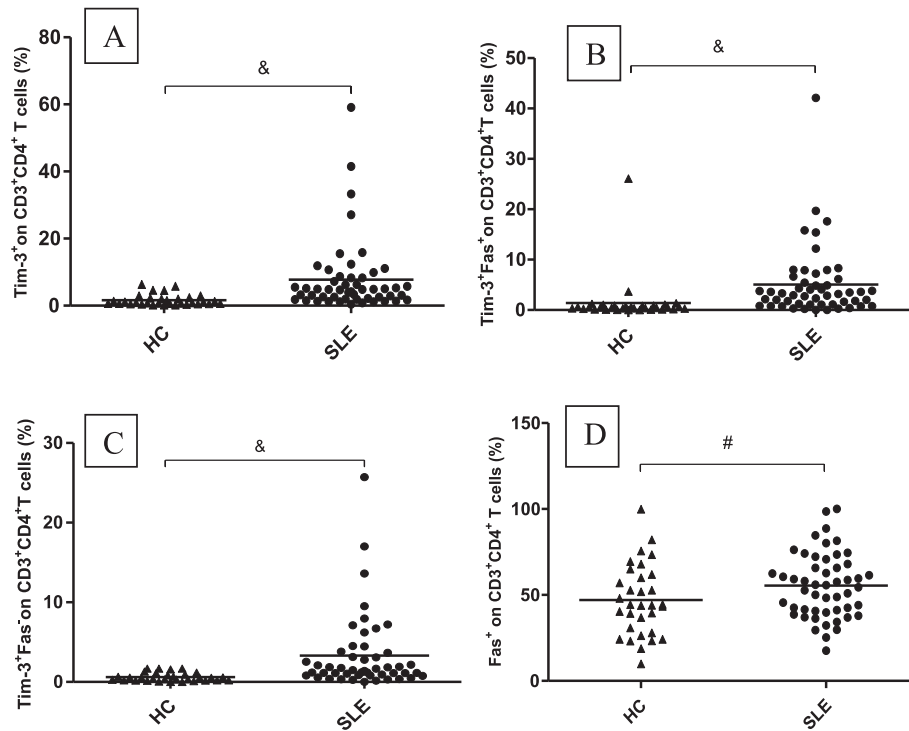 A
Tim-3⁺on CD3⁺CD4⁺ T cells (%)
80
60
40
20
0
&
HC
SLE
B
Tim-3⁺Fas⁺on CD3⁺CD4⁺T cells (%)
50
40
30
20
10
0
&
HC
SLE
C
Tim-3⁺Fas⁻on CD3⁺CD4⁺T cells (%)
30
20
10
0
&
HC
SLE
D
Fas⁺ on CD3⁺CD4⁺ T cells (%)
150
100
50
0
#
HC
SLE